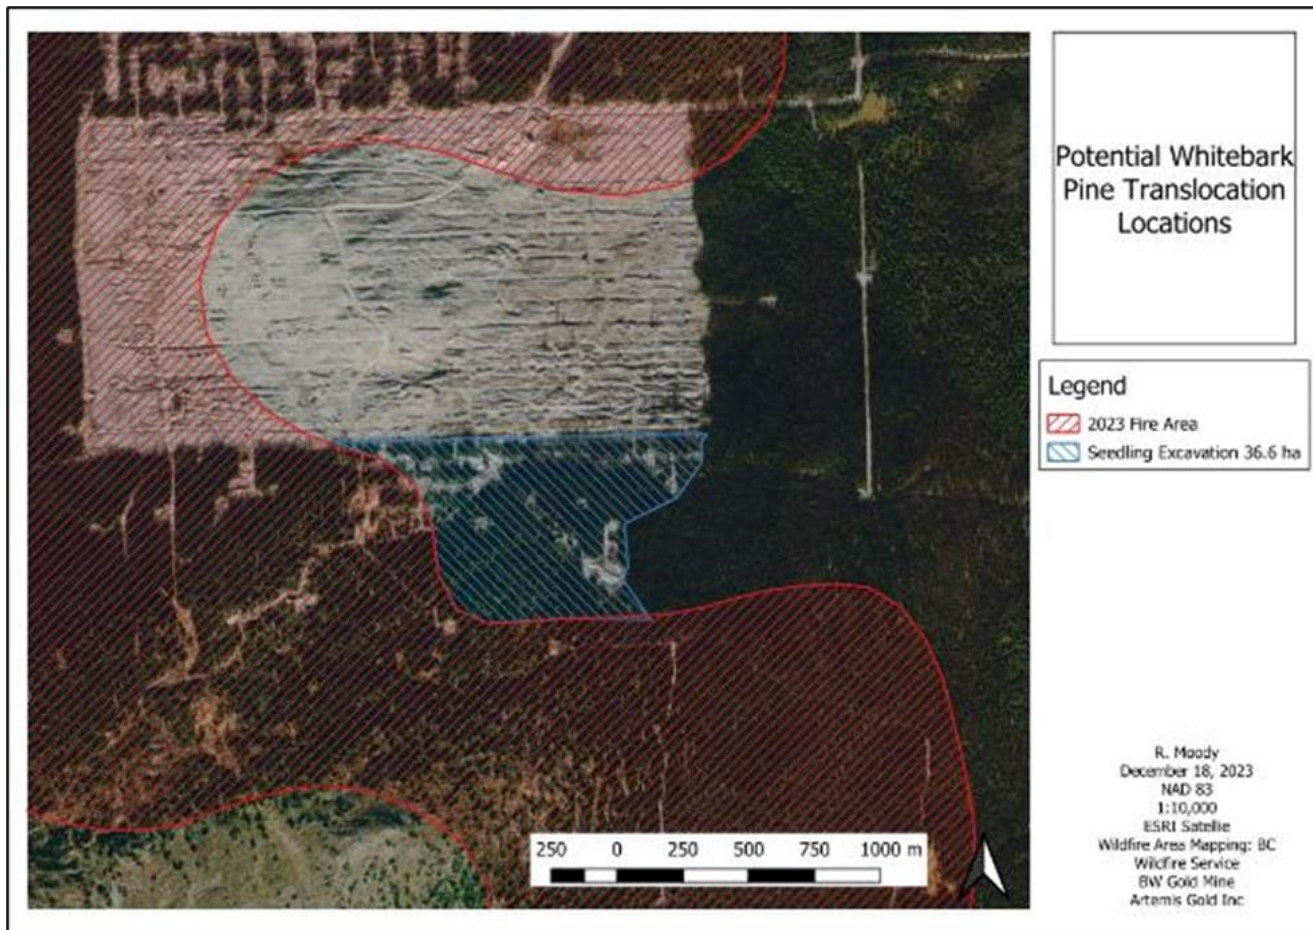 Potential Whitebark
Pine Translocation
Locations
Legend
2023 Fire Area
Seedling Excavation 36.6 ha
R. Moody
December 18, 2023
NAD 83
1:10,000
ESRI Satellie
Wildfire Area Mapping: BC
Wildfire Service
BW Gold Mine
Artemis Gold Inc
250 0 250 500 750 1000 m